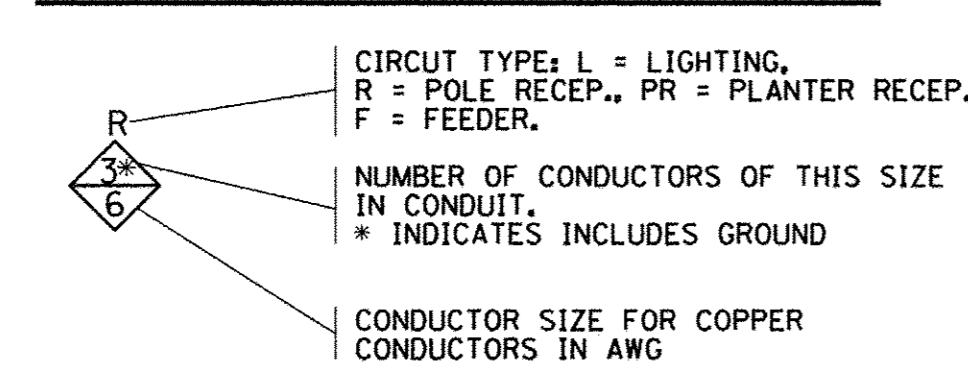 CIRCUT TYPE: L = LIGHTING.
R = POLE RECEP., PR = PLANTER RECEP.
F = FEEDER.
R
3*
6
NUMBER OF CONDUCTORS OF THIS SIZE
IN CONDUIT.
* INDICATES INCLUDES GROUND
CONDUCTOR SIZE FOR COPPER
CONDUCTORS IN AWG